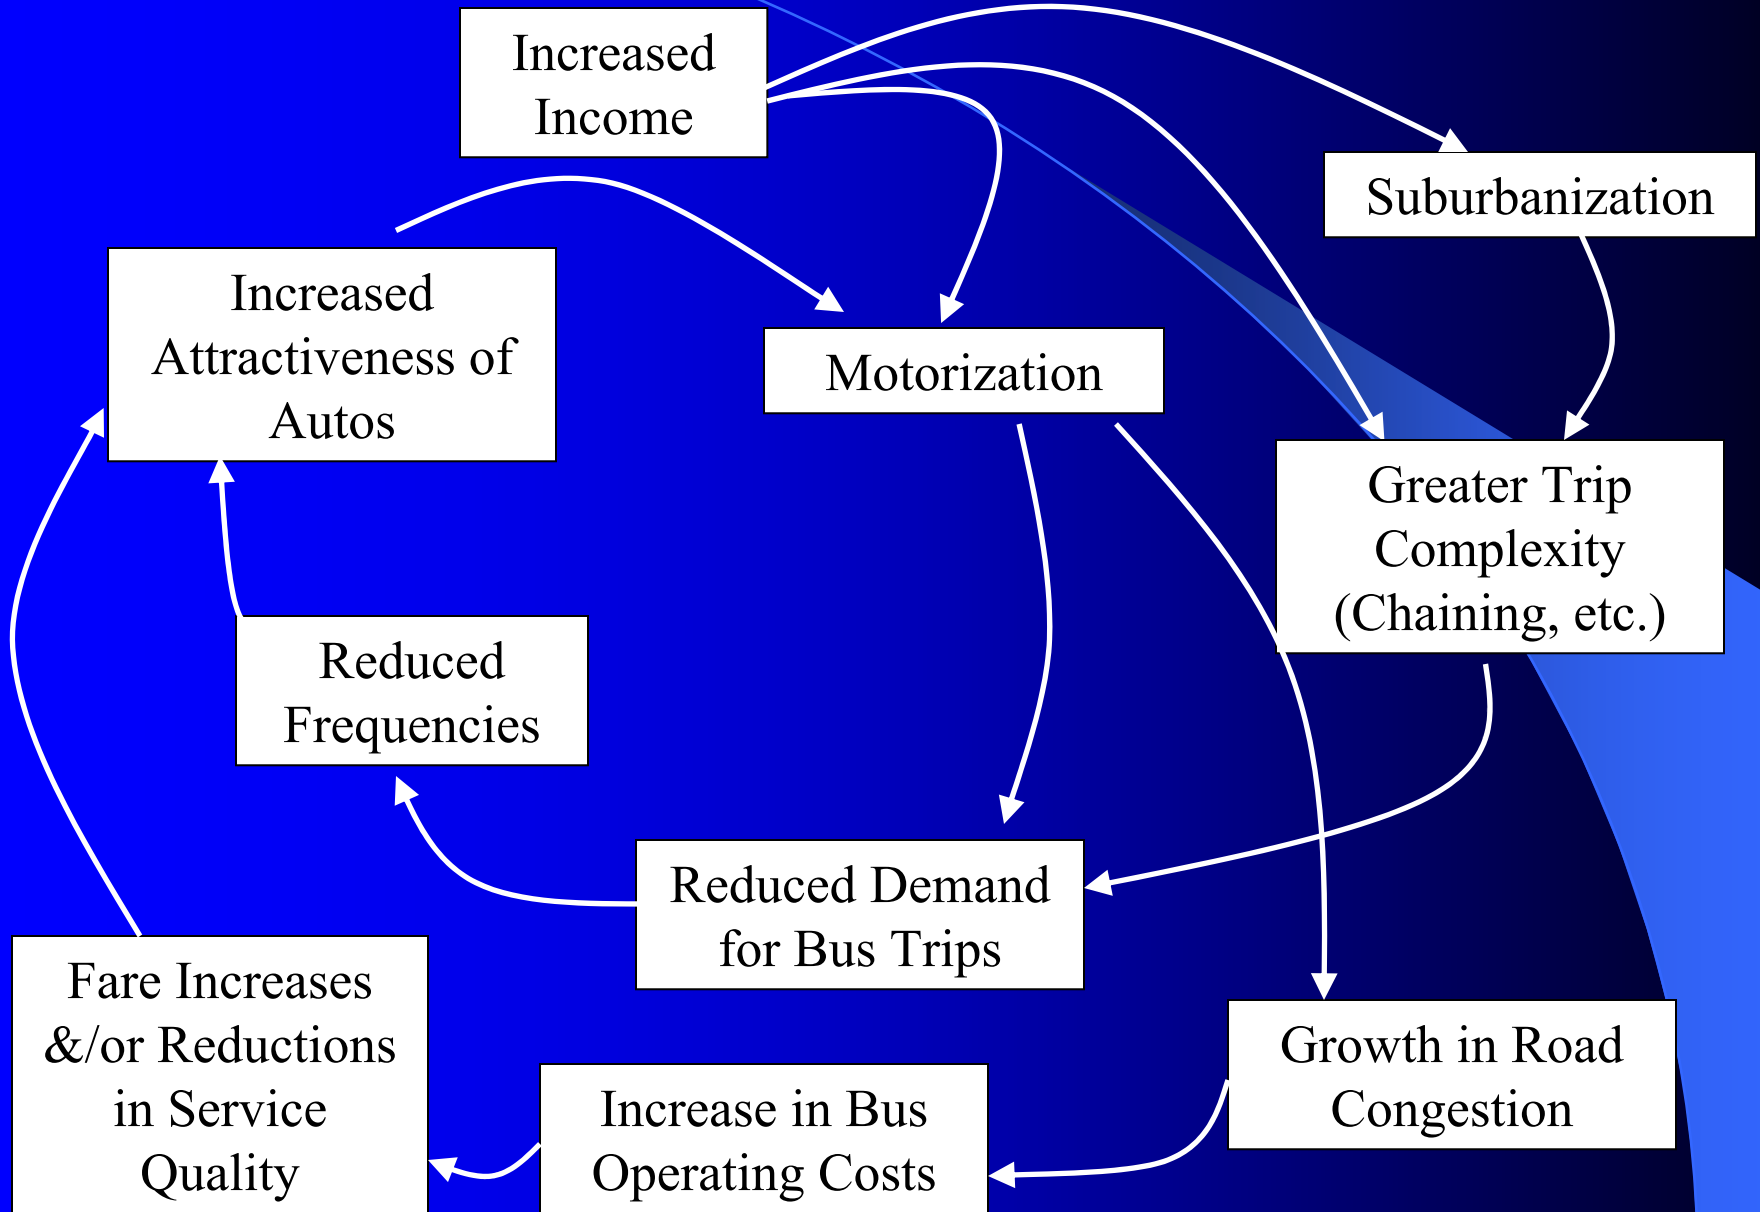 Increased
Income
Suburbanization
Increased
Attractiveness of
Autos
Motorization
Greater Trip
Complexity
(Chaining, etc.)
Reduced
Frequencies
Reduced Demand
for Bus Trips
Fare Increases
&/or Reductions
in Service
Quality
Increase in Bus
Operating Costs
Growth in Road
Congestion